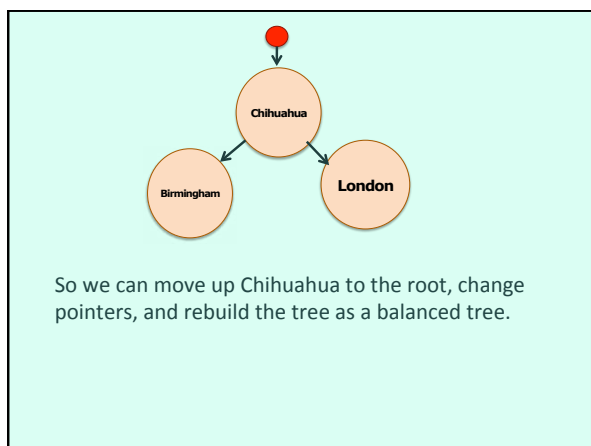 Chihuahua
Birmingham
London
So we can move up Chihuahua to the root, change
pointers, and rebuild the tree as a balanced tree.